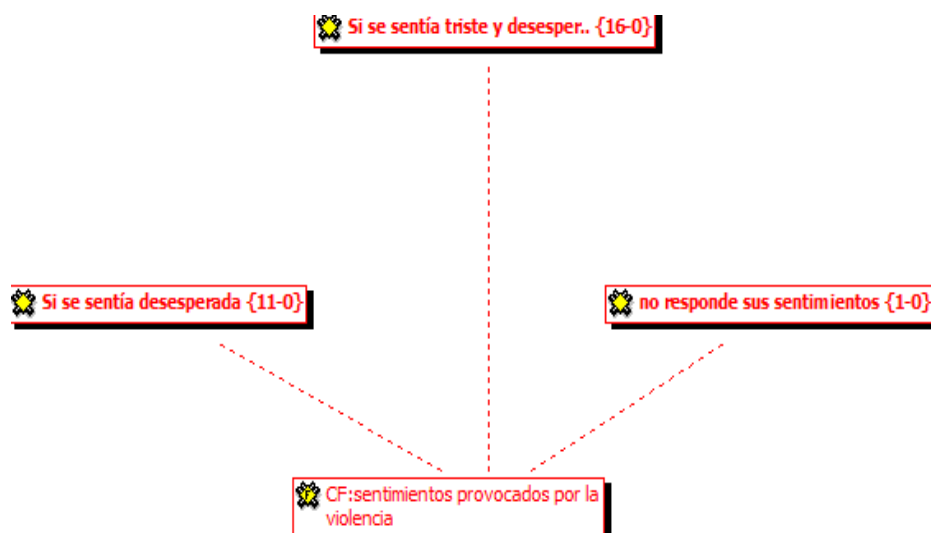 Si se sentía triste y desesper.. {16-0}
Si se sentía desesperada {11-0}
no responde sus sentimientos {1-0}
CF:sentimientos provocados por la
violencia